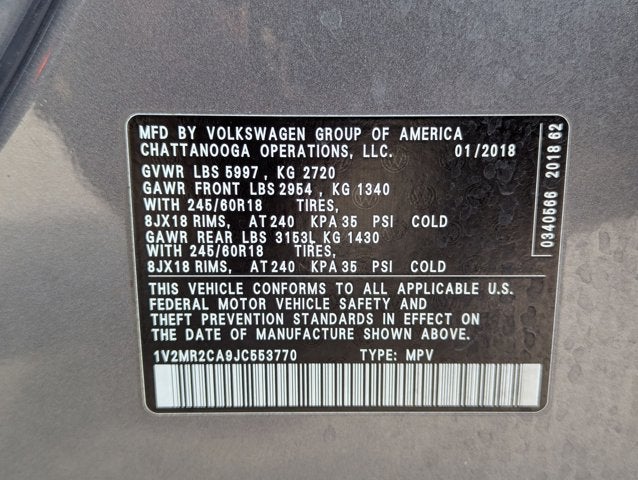 MFD BY VOLKSWAGEN GROUP OF AMERICA
CHATTANOOGA OPERATIONS, LLC. 01/2018
GVWR LBS 5997 , KG 2720
GAWR FRONT LBS 2954 , KG 1340
WITH 245/60R18 TIRES,
8JX18 RIMS, AT 240 KPA 35 PSI COLD
GAWR REAR LBS 3153L KG 1430
WITH 245/60R18 TIRES,
8JX18 RIMS, AT 240 KPA 35 PSI COLD
THIS VEHICLE CONFORMS TO ALL APPLICABLE U.S.
FEDERAL MOTOR VEHICLE SAFETY AND
THEFT PREVENTION STANDARDS IN EFFECT ON
THE DATE OF MANUFACTURE SHOWN ABOVE.
1V2MR2CA9JC553770 TYPE: MPV
0340566 2018 62